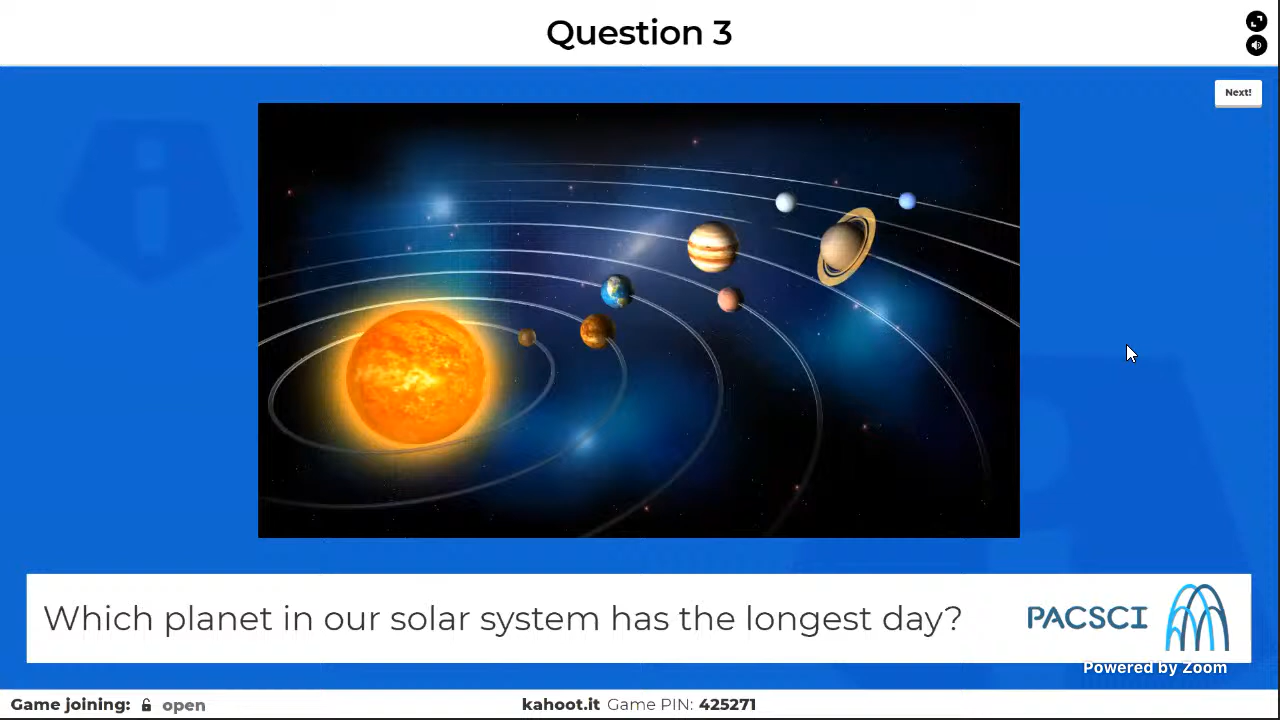 Question 3
Next!
Which planet in our solar system has the longest day?
PACSCI
Powered by Zoom
Game joining: open
kahoot.it Game PIN: 425271